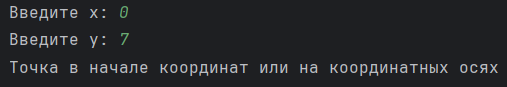 Введите x: 0
Введите y: 7
Точка в начале координат или на координатных осях